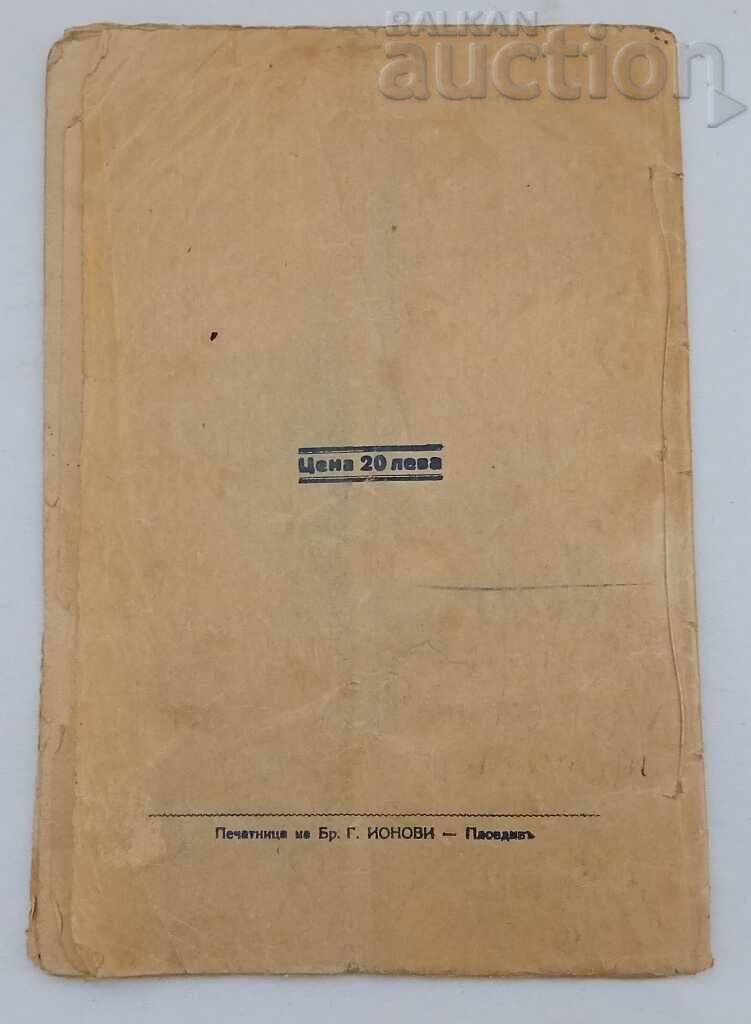 BALKAN
auction
Цена 20 лева
Печатница на Бр. Г. ИОНОВИ — Пловдивъ